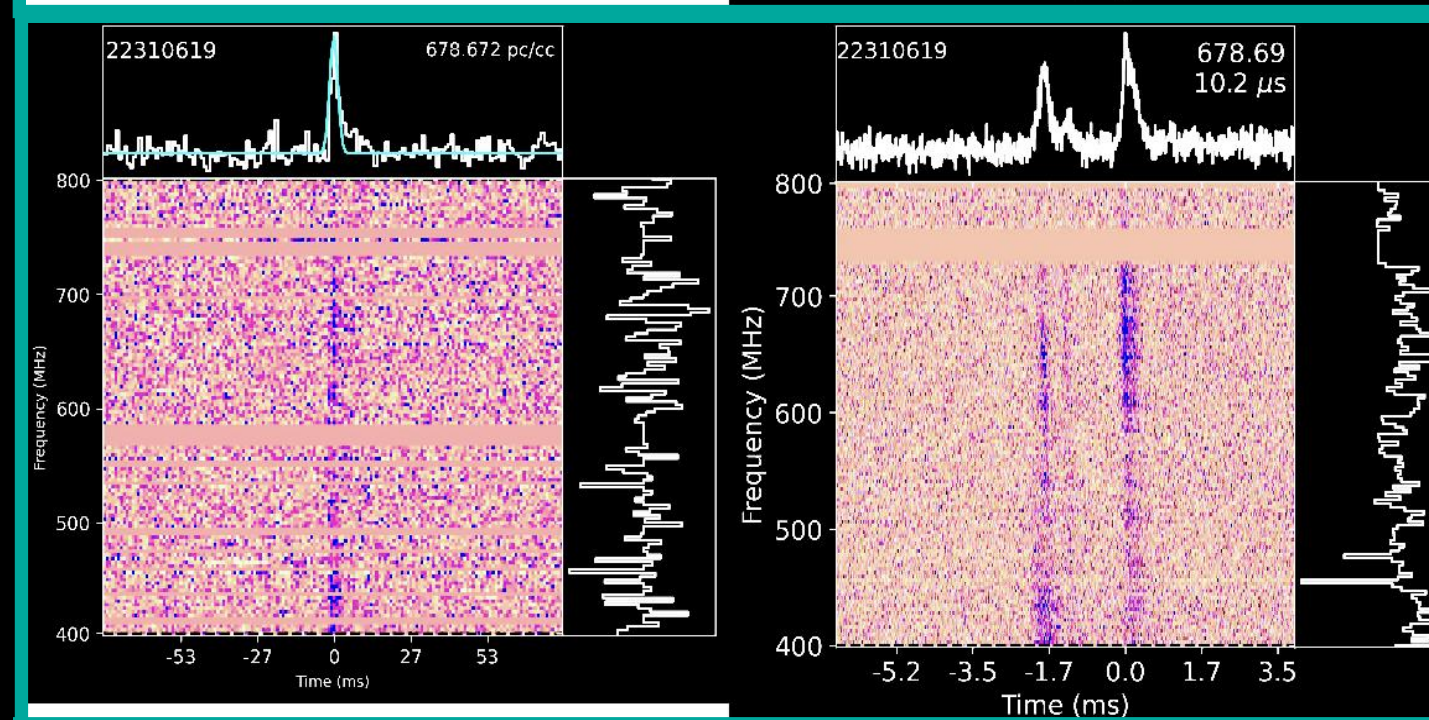 22310619 678.672 pc/cc
800
700
600
500
400
Frequency (MHz)
-53 -27 0 27 53
Time (ms)
22310619 678.69
10.2 μs
800
700
600
500
400
Frequency (MHz)
-5.2 -3.5 -1.7 0.0 1.7 3.5
Time (ms)